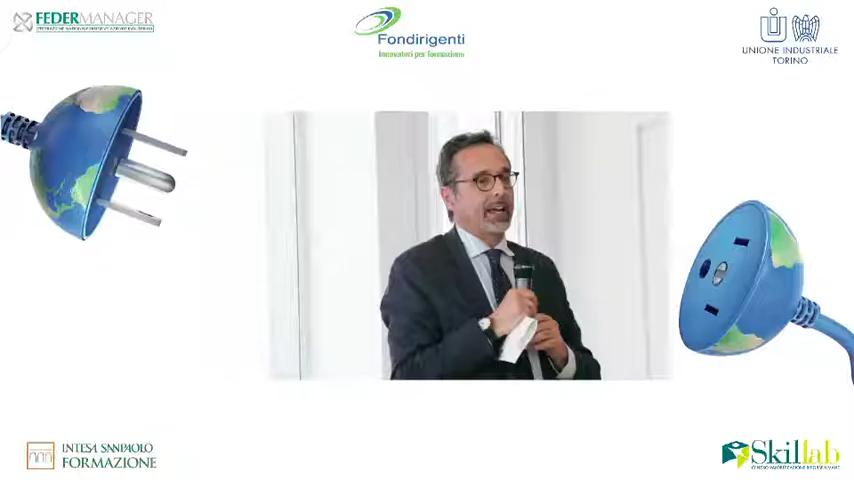 FEDERMANAGER
Fondirigenti
Innovatori per formazione
UNIONE INDUSTRIALE
TORINO
INTESA SANPAOLO
FORMAZIONE
Skillab